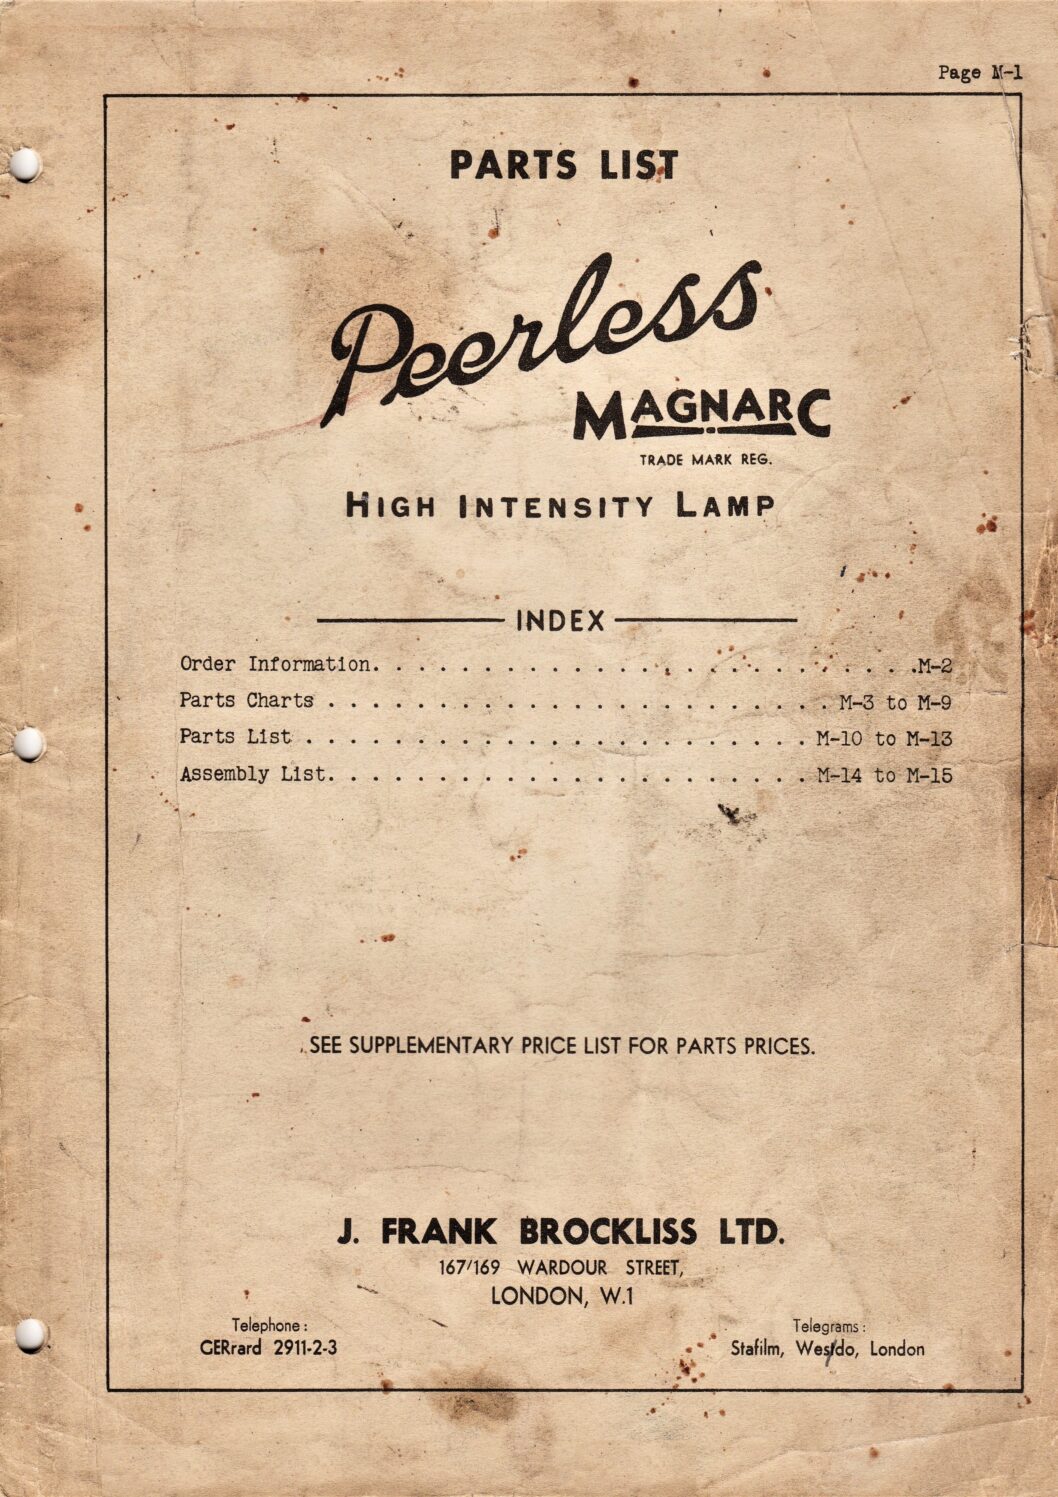 Page M-1
PARTS LIST
Peerless
MAGNARC
TRADE MARK REG.
HIGH INTENSITY LAMP
INDEX
Order Information. . . . . . . . . . . . . . . . . . . . . . . . .M-2
Parts Charts . . . . . . . . . . . . . . . . . . . . . . . M-3 to M-9
Parts List . . . . . . . . . . . . . . . . . . . . . . . M-10 to M-13
Assembly List. . . . . . . . . . . . . . . . . . . . . . M-14 to M-15
SEE SUPPLEMENTARY PRICE LIST FOR PARTS PRICES.
J. FRANK BROCKLISS LTD.
167/169 WARDOUR STREET,
LONDON, W.1
Telephone:
GERrard 2911-2-3
Telegrams:
Stafilm, Westdo, London